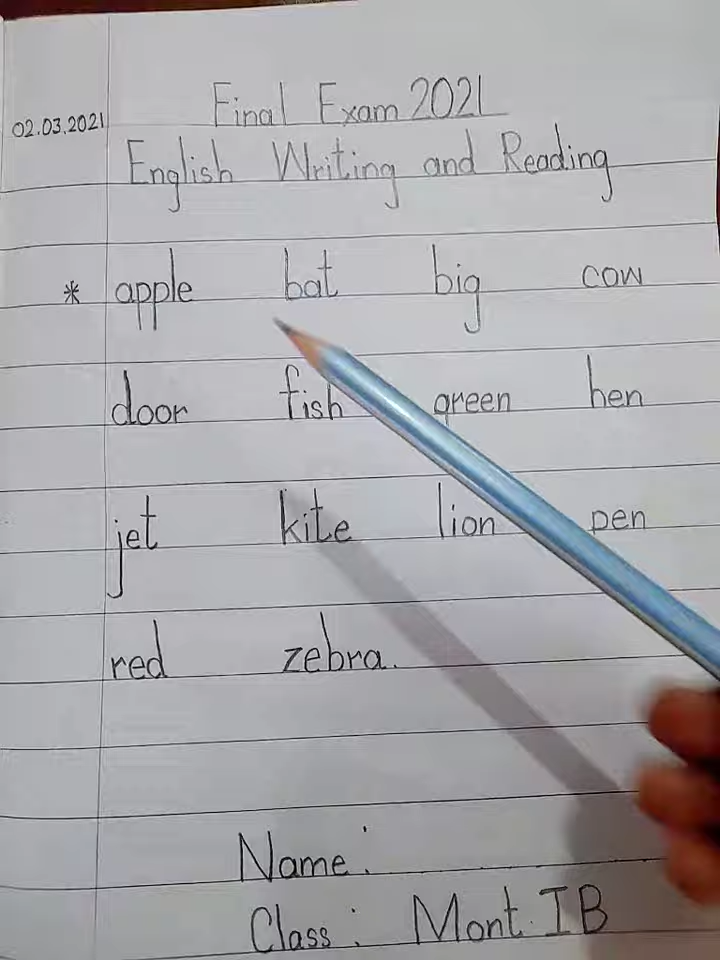 Final Exam 2021
02.03.2021
English Writing and Reading
* apple bat big cow
door fish green hen
jet kite lion pen
red zebra.
Name:
Class: Mont. IB